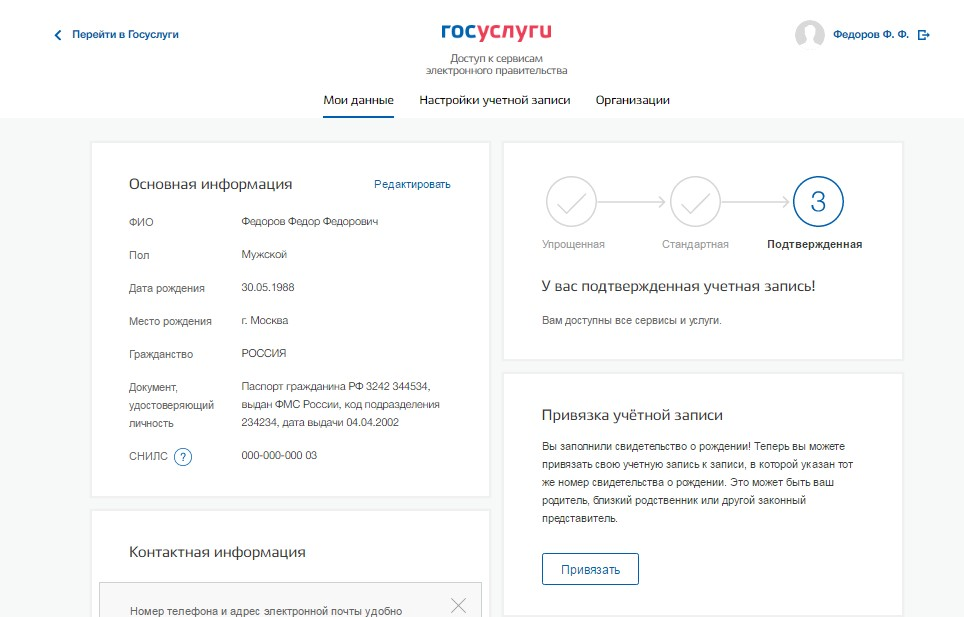 Перейти в Госуслуги
госуслуги
Доступ к сервисам
электронного правительства
Федоров Ф. Ф.
Мои данные
Настройки учетной записи
Организации
Основная информация
Редактировать
ФИО
Федоров Федор Федорович
Пол
Мужской
Дата рождения
30.05.1988
Место рождения
г. Москва
Гражданство
РОССИЯ
Документ,
удостоверяющий
личность
Паспорт гражданина РФ 3242 344534,
выдан ФМС России, код подразделения
234234, дата выдачи 04.04.2002
СНИЛС ?
000-000-000 03
Контактная информация
Номер телефона и адрес электронной почты удобно
3
Упрощенная
Стандартная
Подтвержденная
У вас подтвержденная учетная запись!
Вам доступны все сервисы и услуги.
Привязка учётной записи
Вы заполнили свидетельство о рождении! Теперь вы можете
привязать свою учетную запись к записи, в которой указан тот
же номер свидетельства о рождении. Это может быть ваш
родитель, близкий родственник или другой законный
представитель.
Привязать